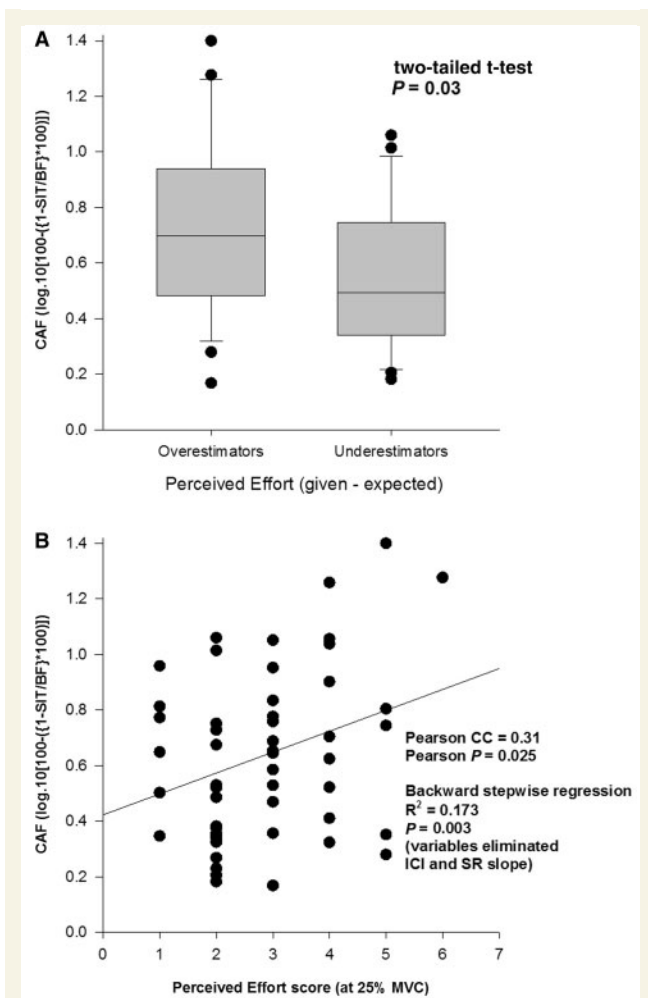 A
two-tailed t-test
P = 0.03
CAF (log.10[100-({1-SIT/BF}*100)])
1.4
1.2
1.0
0.8
0.6
0.4
0.2
0.0
Overestimators Underestimators
Perceived Effort (given - expected)
B
CAF (log.10[100-({1-SIT/BF}*100)])
1.4
1.2
1.0
0.8
0.6
0.4
0.2
0.0
Pearson CC = 0.31
Pearson P = 0.025
Backward stepwise regression
R² = 0.173
P = 0.003
(variables eliminated
ICI and SR slope)
0 1 2 3 4 5 6 7
Perceived Effort score (at 25% MVC)